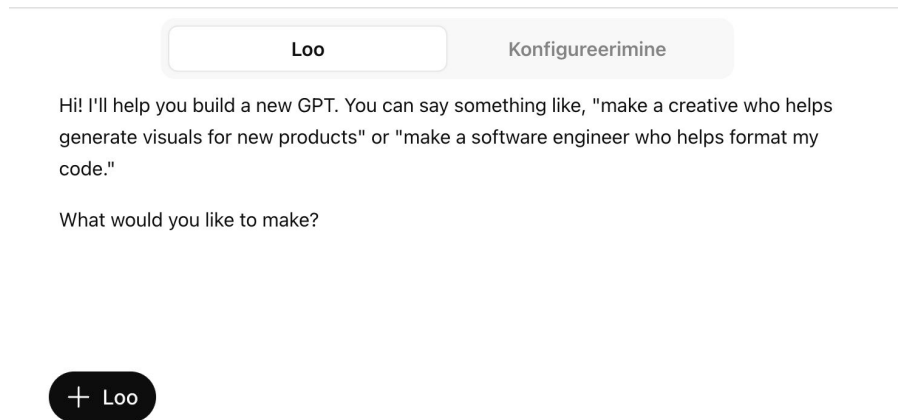 Loo
Konfigureerimine
Hi! I'll help you build a new GPT. You can say something like, "make a creative who helps
generate visuals for new products" or "make a software engineer who helps format my
code."
What would you like to make?
+ Loo